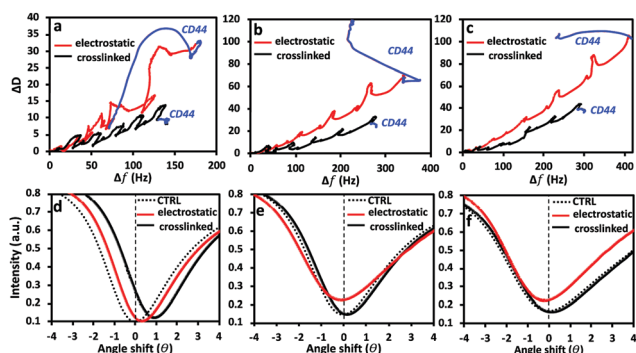 a
electrostatic
crosslinked
CD44
CD44
ΔD
40
35
30
25
20
15
10
5
0
0 50 100 150 200
Δf (Hz)
b
electrostatic
crosslinked
CD44
CD44
120
100
80
60
40
20
0
0 100 200 300 400
Δf (Hz)
c
electrostatic
crosslinked
CD44
CD44
120
100
80
60
40
20
0
0 100 200 300 400
Δf (Hz)
d
CTRL
electrostatic
crosslinked
Intensity (a.u.)
0.8
0.7
0.6
0.5
0.4
0.3
0.2
0.1
-4 -3 -2 -1 0 1 2 3 4
Angle shift (θ)
e
CTRL
electrostatic
crosslinked
0.8
0.7
0.6
0.5
0.4
0.3
0.2
0.1
-4 -3 -2 -1 0 1 2 3 4
Angle shift (θ)
f
CTRL
electrostatic
crosslinked
0.8
0.7
0.6
0.5
0.4
0.3
0.2
0.1
-4 -3 -2 -1 0 1 2 3 4
Angle shift (θ)